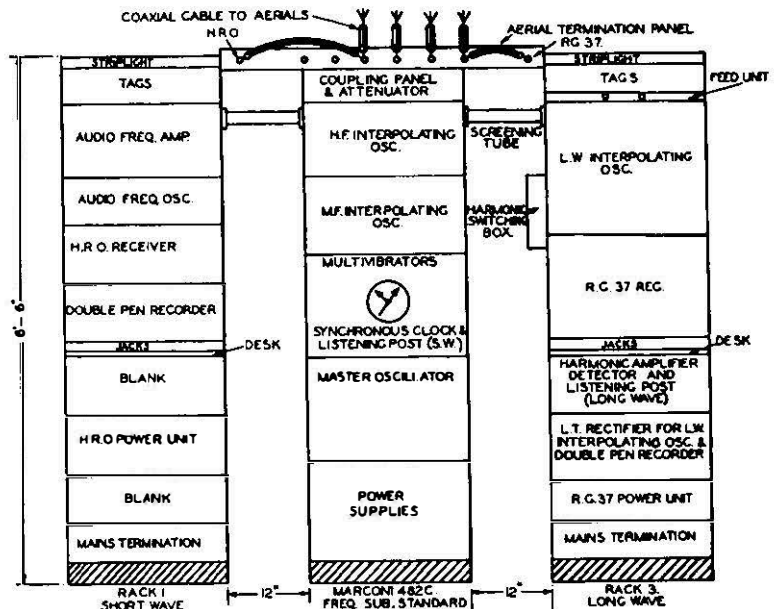 COAXIAL CABLE TO AERIALS
H.R.O
AERIAL TERMINATION PANEL
RG 37.
STRIPLIGHT
TAGS
AUDIO FREQ. AMP.
AUDIO FREQ. OSC.
H.R.O. RECEIVER
DOUBLE PEN RECORDER
JACKS
DESK
BLANK
H.R.O POWER UNIT
BLANK
MAINS TERMINATION
RACK 1
SHORT WAVE
6'- 6"
12"
COUPLING PANEL
& ATTENUATOR
H.F. INTERPOLATING
OSC.
M.F. INTERPOLATING
OSC.
MULTIVIBRATORS
SYNCHRONOUS CLOCK &
LISTENING POST (S.W.)
MASTER OSCILLATOR
POWER
SUPPLIES
MARCONI 482C.
FREQ. SUB. STANDARD
SCREENING
TUBE
HARMONIC
SWITCHING
BOX.
12"
STRIPLIGHT
TAGS
FEED UNIT
L.W INTERPOLATING
OSC.
R.G. 37 REC.
JACKS
DESK
HARMONIC AMPLIFIER
DETECTOR AND
LISTENING POST
(LONG WAVE)
L.T. RECTIFIER FOR L.W.
INTERPOLATING OSC. &
DOUBLE PEN RECORDER
R.G.37 POWER UNIT
MAINS TERMINATION
RACK 3.
LONG WAVE